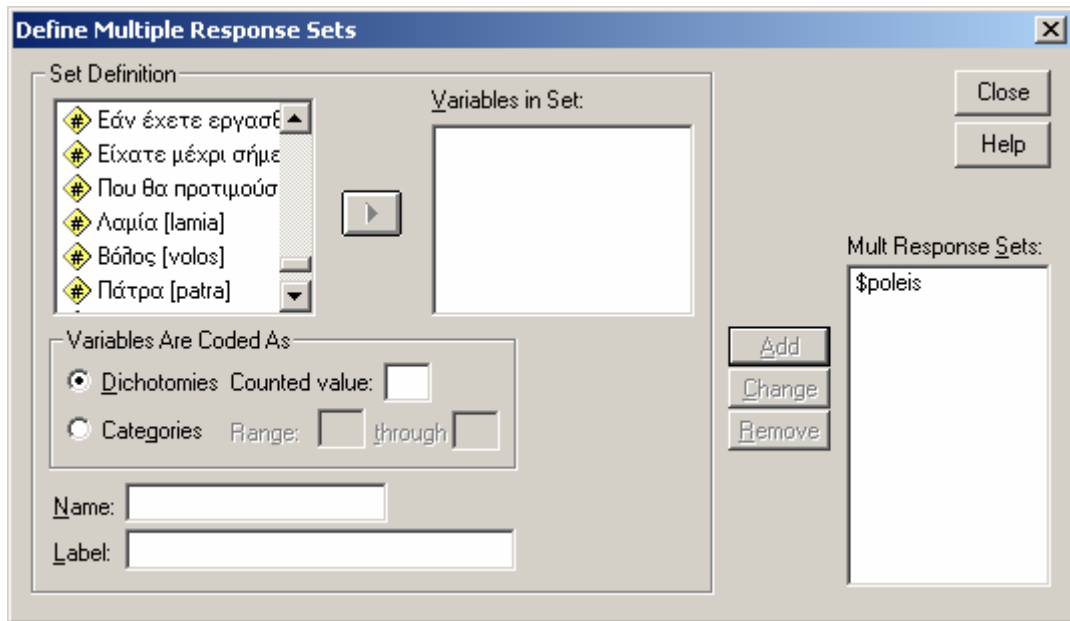 Define Multiple Response Sets
Set Definition
Εάν έχετε εργασθ
Είχατε μέχρι σήμε
Που θα προτιμούσ
Λαμία [lamia]
Βόλος [volos]
Πάτρα [patra]
Variables in Set:
Close
Help
Mult Response Sets:
$poleis
Add
Change
Remove
Variables Are Coded As
Dichotomies Counted value:
Categories Range: through
Name:
Label: